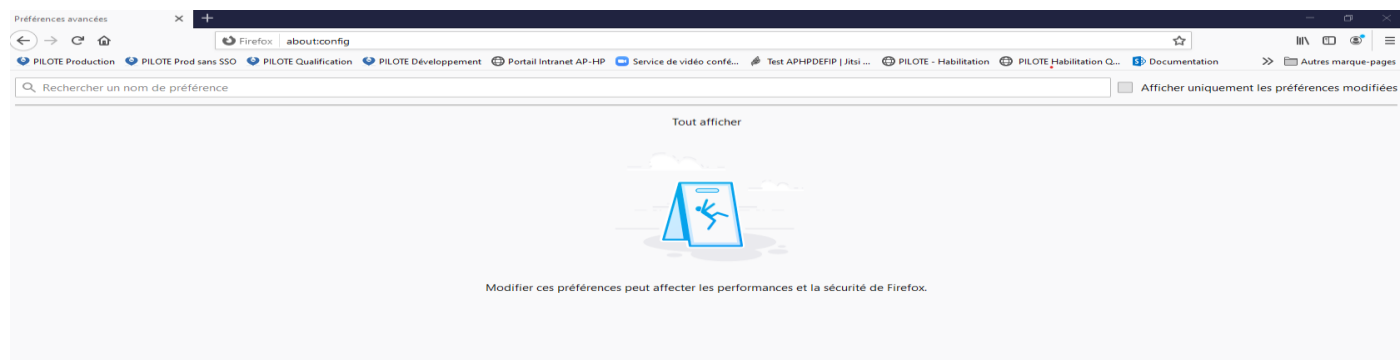 Préférences avancées
Firefox about:config
PILOTE Production PILOTE Prod sans SSO PILOTE Qualification PILOTE Développement Portail Intranet AP-HP Service de vidéo confé... Test APHPDEFIP | Jitsi ... PILOTE - Habilitation PILOTE Habilitation Q... Documentation Autres marque-pages
Rechercher un nom de préférence Afficher uniquement les préférences modifiées
Tout afficher
Modifier ces préférences peut affecter les performances et la sécurité de Firefox.